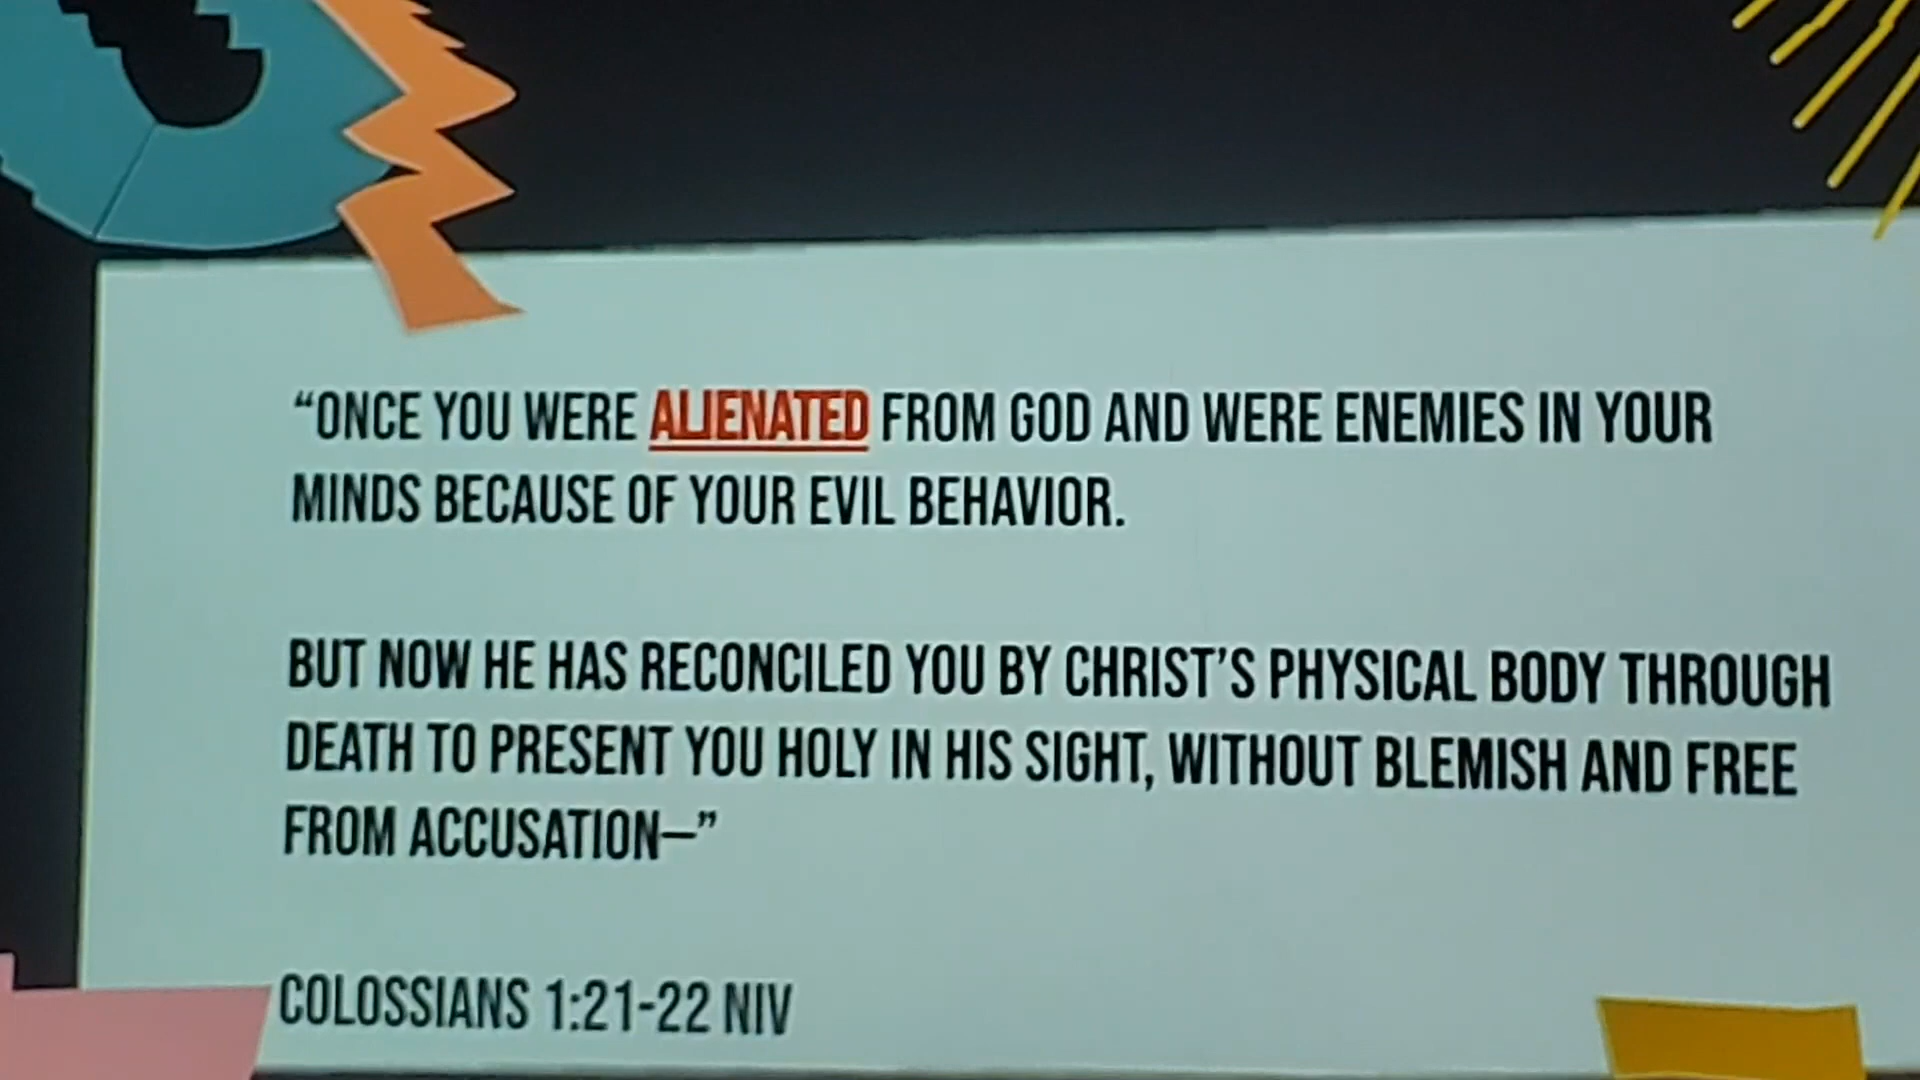 “ONCE YOU WERE ALIENATED FROM GOD AND WERE ENEMIES IN YOUR
MINDS BECAUSE OF YOUR EVIL BEHAVIOR.
BUT NOW HE HAS RECONCILED YOU BY CHRIST’S PHYSICAL BODY THROUGH
DEATH TO PRESENT YOU HOLY IN HIS SIGHT, WITHOUT BLEMISH AND FREE
FROM ACCUSATION—”
COLOSSIANS 1:21-22 NIV